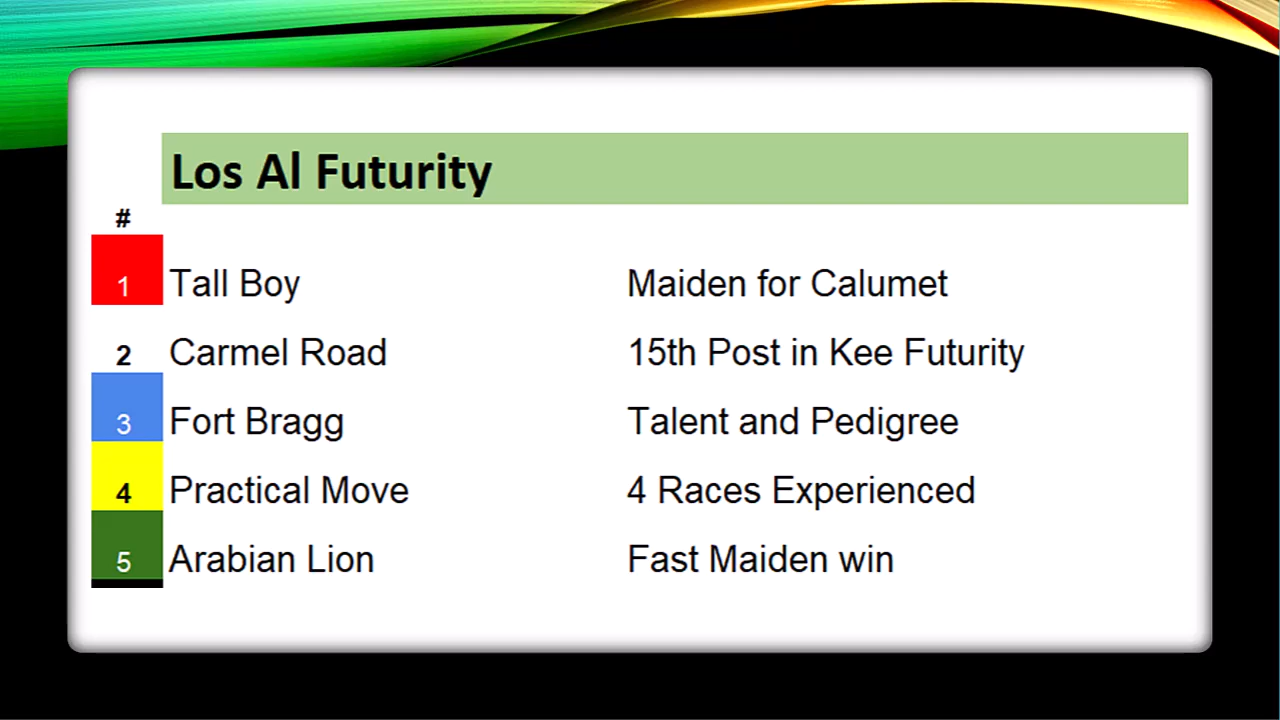 Los Al Futurity
#
1 Tall Boy Maiden for Calumet
2 Carmel Road 15th Post in Kee Futurity
3 Fort Bragg Talent and Pedigree
4 Practical Move 4 Races Experienced
5 Arabian Lion Fast Maiden win